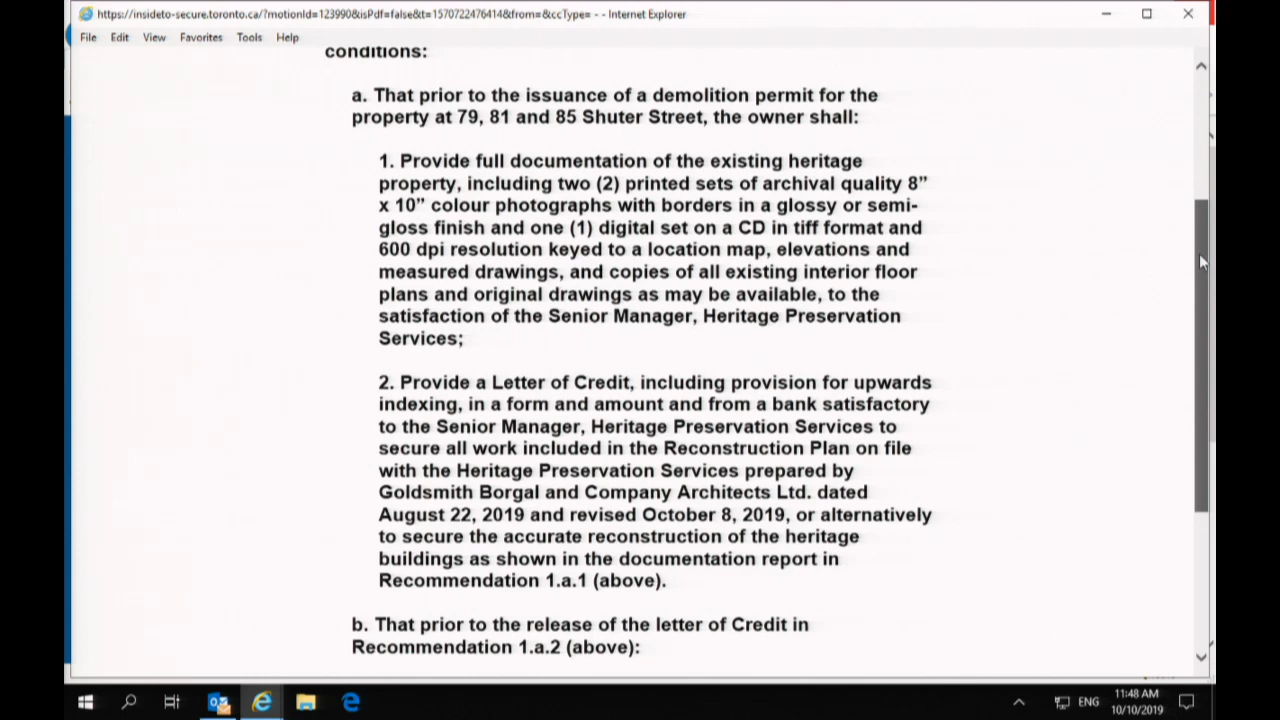 https://insideto-secure.toronto.ca/?motionId=123990&isPdf=false&t=1570722476414&from=&ccType= - - Internet Explorer
File Edit View Favorites Tools Help
conditions:
a. That prior to the issuance of a demolition permit for the
property at 79, 81 and 85 Shuter Street, the owner shall:
1. Provide full documentation of the existing heritage
property, including two (2) printed sets of archival quality 8”
x 10” colour photographs with borders in a glossy or semi-
gloss finish and one (1) digital set on a CD in tiff format and
600 dpi resolution keyed to a location map, elevations and
measured drawings, and copies of all existing interior floor
plans and original drawings as may be available, to the
satisfaction of the Senior Manager, Heritage Preservation
Services;
2. Provide a Letter of Credit, including provision for upwards
indexing, in a form and amount and from a bank satisfactory
to the Senior Manager, Heritage Preservation Services to
secure all work included in the Reconstruction Plan on file
with the Heritage Preservation Services prepared by
Goldsmith Borgal and Company Architects Ltd. dated
August 22, 2019 and revised October 8, 2019, or alternatively
to secure the accurate reconstruction of the heritage
buildings as shown in the documentation report in
Recommendation 1.a.1 (above).
b. That prior to the release of the letter of Credit in
Recommendation 1.a.2 (above):
ENG
11:48 AM
10/10/2019